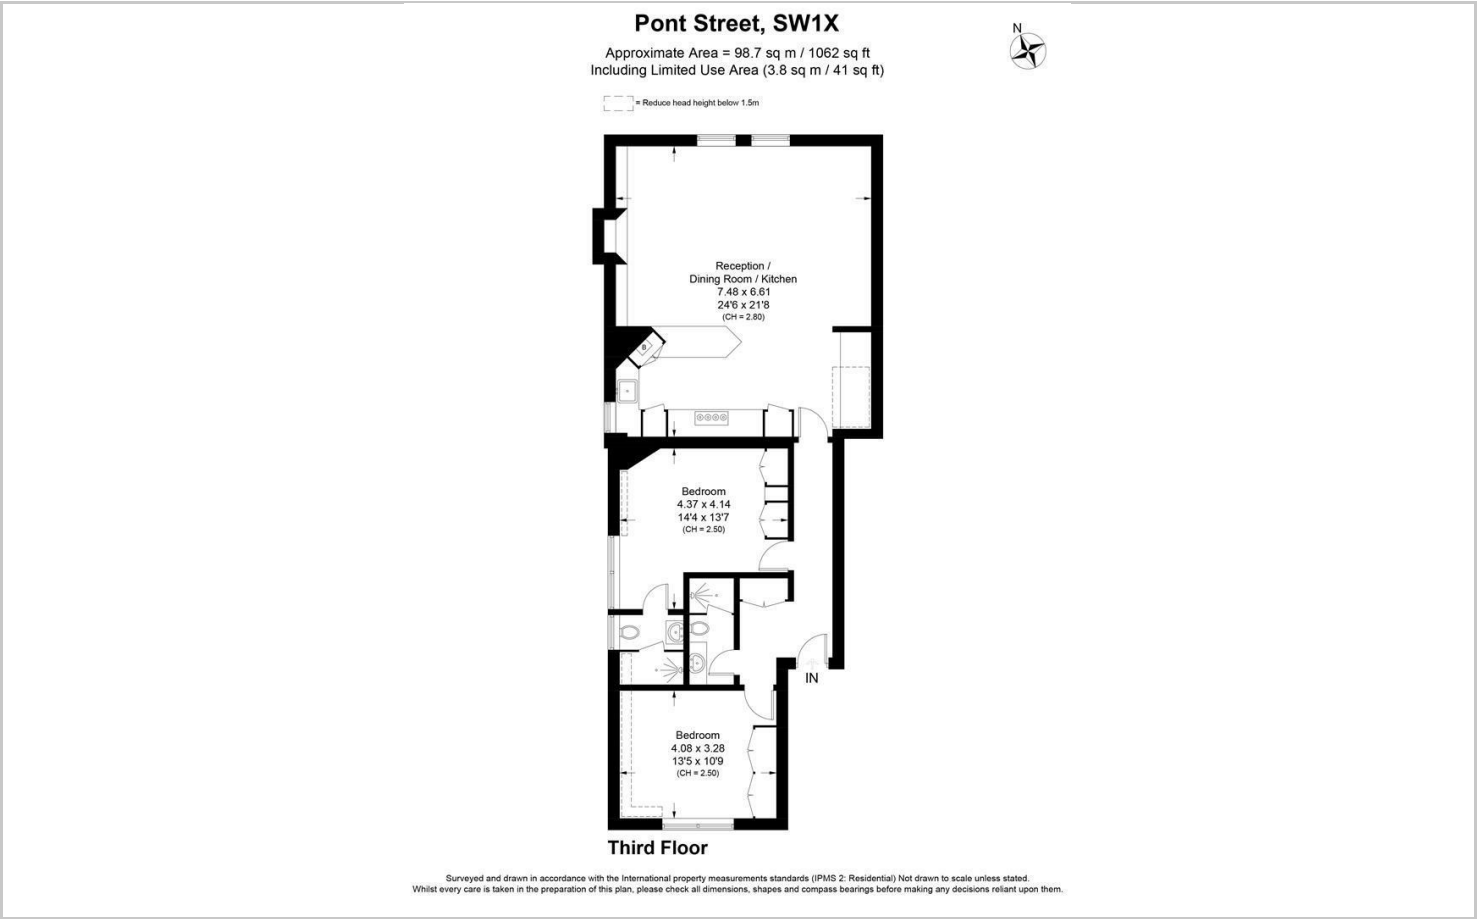 Pont Street, SW1X
Approximate Area = 98.7 sq m / 1062 sq ft
Including Limited Use Area (3.8 sq m / 41 sq ft)
N
= Reduce head height below 1.5m
Reception /
Dining Room / Kitchen
7.48 x 6.61
24'6 x 21'8
(CH = 2.80)
B
Bedroom
4.37 x 4.14
14'4 x 13'7
(CH = 2.50)
IN
Bedroom
4.08 x 3.28
13'5 x 10'9
(CH = 2.50)
Third Floor
Surveyed and drawn in accordance with the International property measurements standards (IPMS 2: Residential) Not drawn to scale unless stated.
Whilst every care is taken in the preparation of this plan, please check all dimensions, shapes and compass bearings before making any decisions reliant upon them.